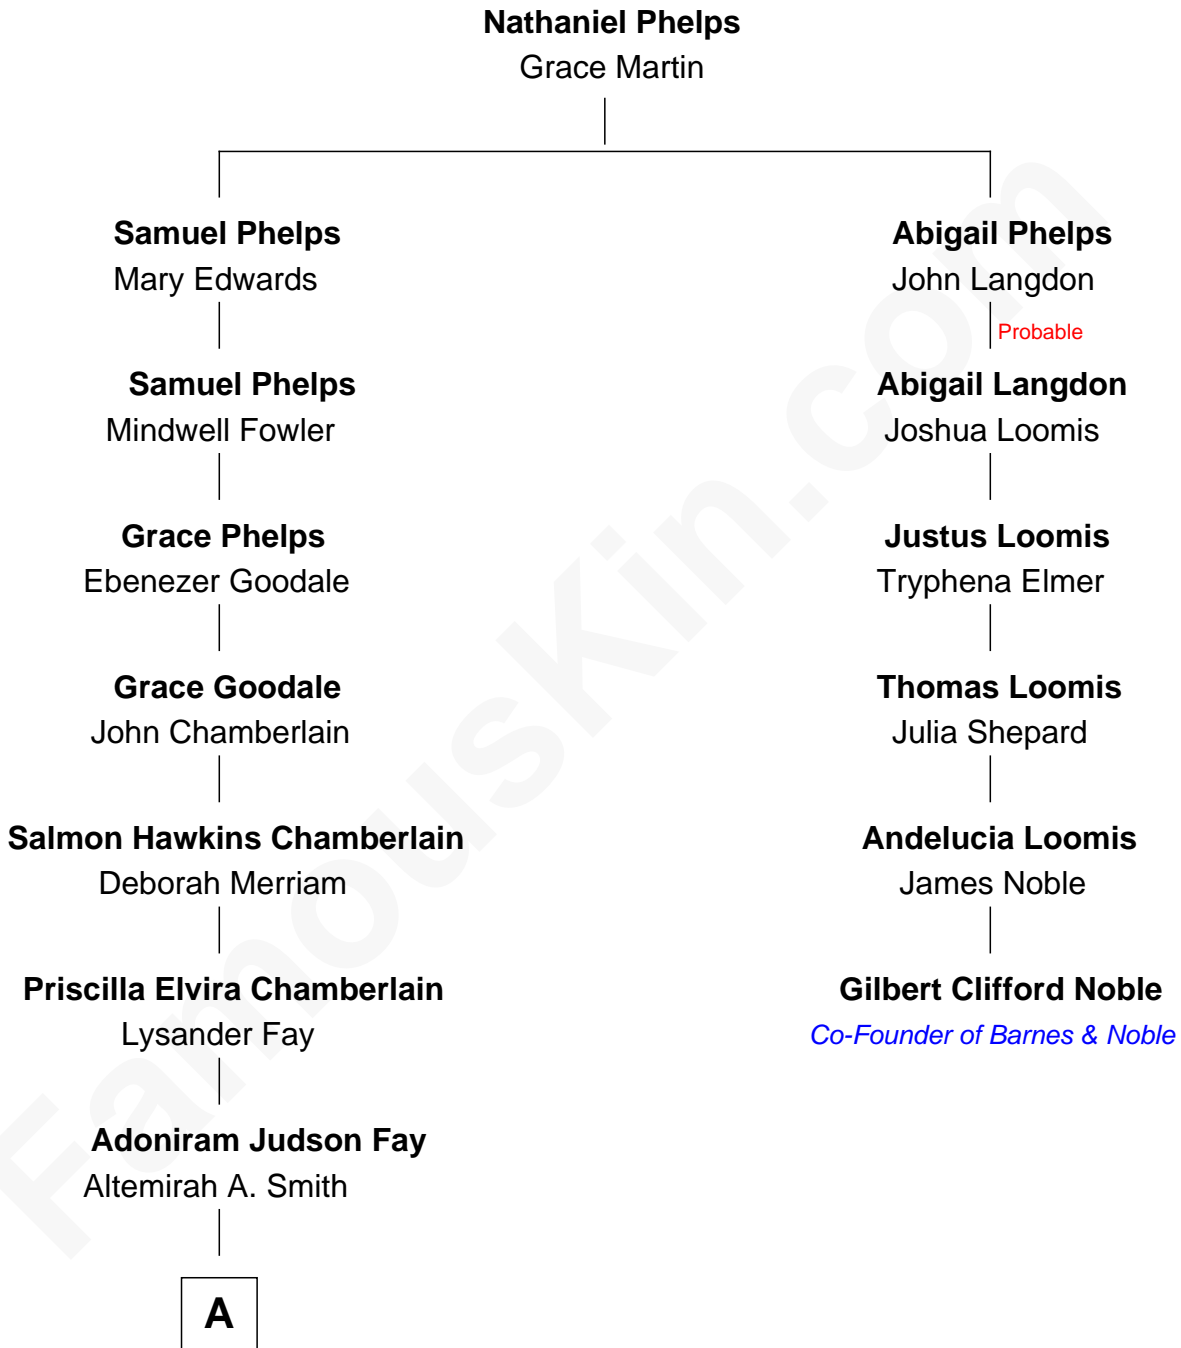 Nathaniel Phelps
Grace Martin
Samuel Phelps
Mary Edwards
Abigail Phelps
John Langdon
Probable
Samuel Phelps
Mindwell Fowler
Abigail Langdon
Joshua Loomis
Grace Phelps
Ebenezer Goodale
Justus Loomis
Tryphena Elmer
Grace Goodale
John Chamberlain
Thomas Loomis
Julia Shepard
Salmon Hawkins Chamberlain
Deborah Merriam
Andelucia Loomis
James Noble
Priscilla Elvira Chamberlain
Lysander Fay
Gilbert Clifford Noble
Co-Founder of Barnes & Noble
Adoniram Judson Fay
Altemirah A. Smith
A
FamousKin.com